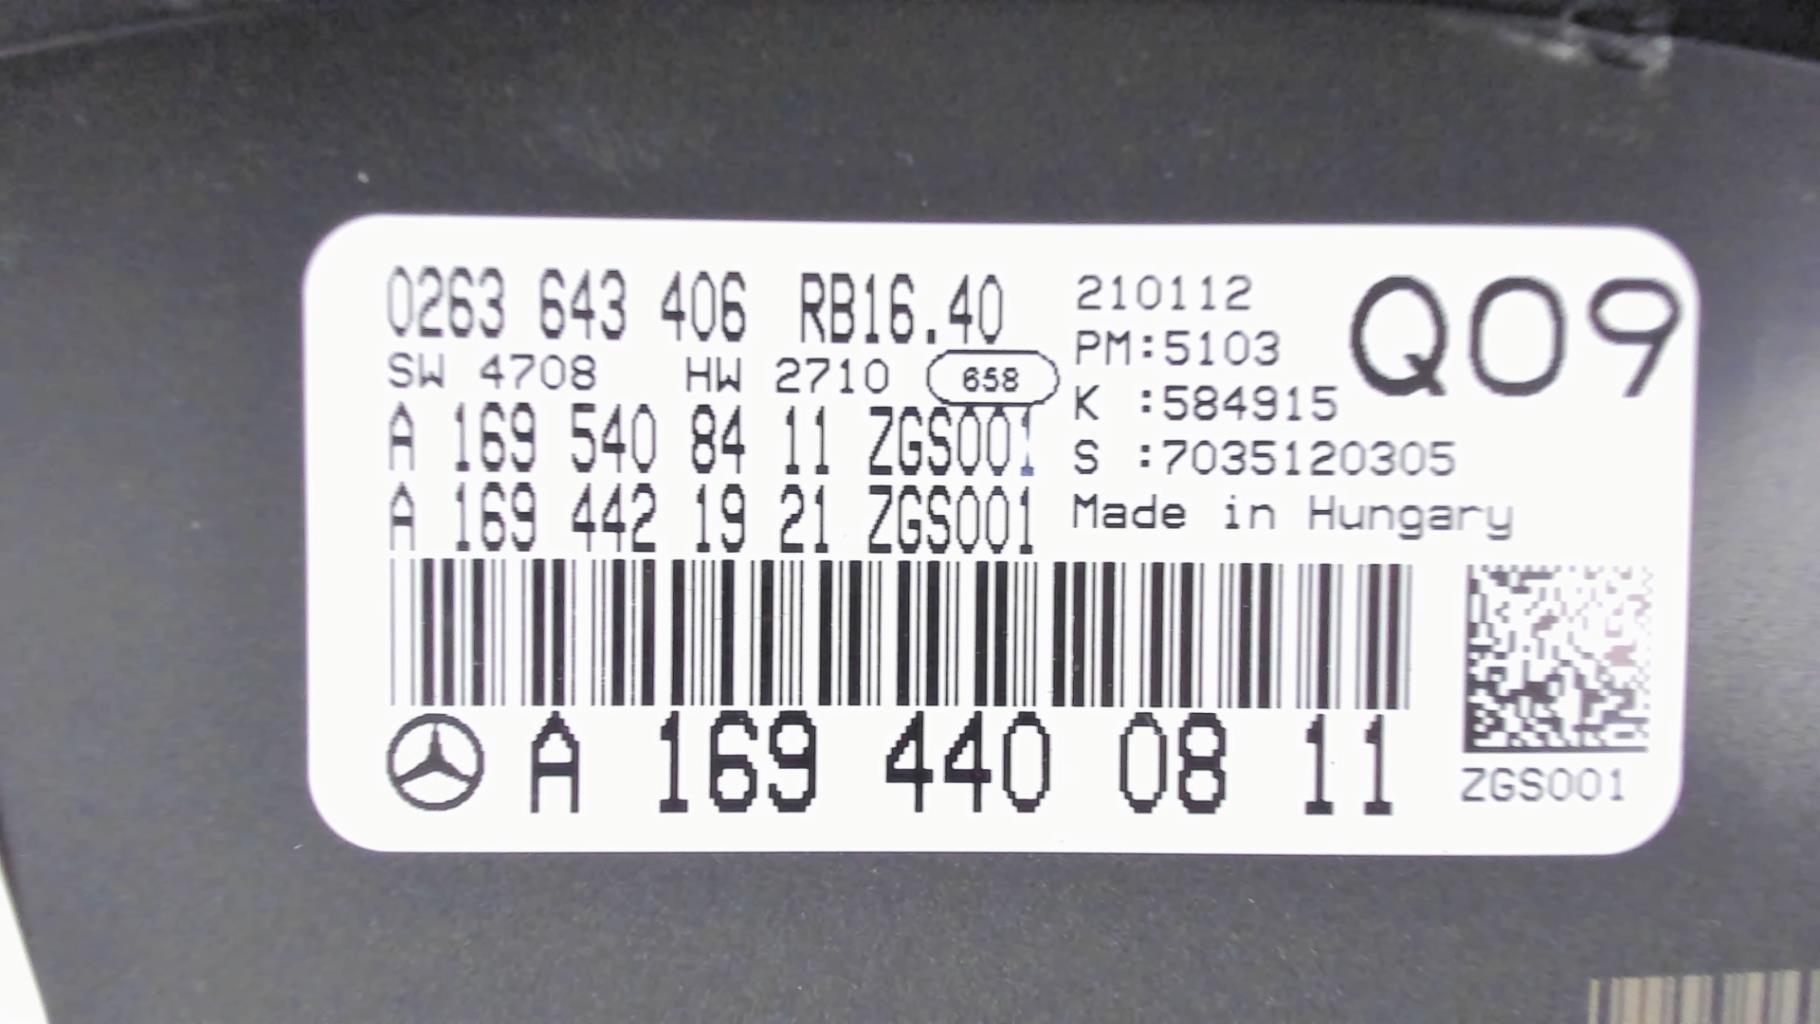 0263 643 406 RB16.40
SW 4708 HW 2710 658
A 169 540 84 11 ZGS001
A 169 442 19 21 ZGS001
210112
PM:5103
K :584915
S :7035120305
Made in Hungary
Q09
A 169 440 08 11
ZGS001